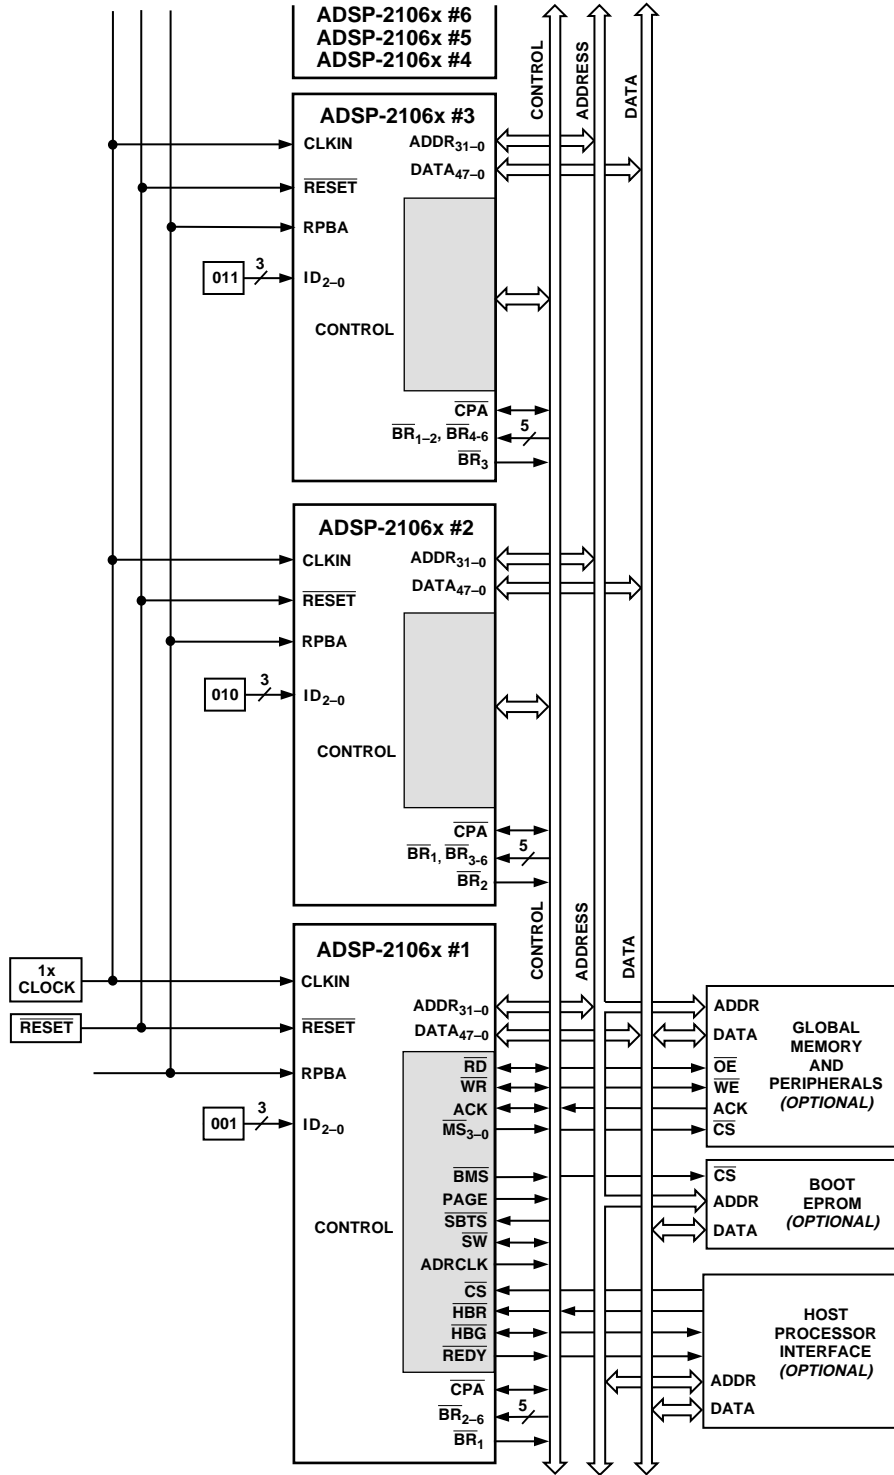 ADSP-2106x #6
ADSP-2106x #5
ADSP-2106x #4
CONTROL
ADDRESS
DATA
ADSP-2106x #3
CLKIN
ADDR31–0
DATA47–0
RESET
RPBA
011
3
ID2–0
CONTROL
CPA
BR1–2, BR4-6
5
BR3
ADSP-2106x #2
CLKIN
ADDR31–0
DATA47–0
RESET
RPBA
010
3
ID2–0
CONTROL
CPA
BR1, BR3-6
5
BR2
CONTROL
ADDRESS
DATA
ADSP-2106x #1
1x
CLOCK
CLKIN
RESET
RESET
ADDR31–0
DATA47–0
RPBA
001
3
ID2–0
CONTROL
RD
WR
ACK
MS3–0
BMS
PAGE
SBTS
SW
ADRCLK
CS
HBR
HBG
REDY
CPA
BR2–6
5
BR1
ADDR
DATA
OE
WE
ACK
CS
GLOBAL
MEMORY
AND
PERIPHERALS
(OPTIONAL)
CS
ADDR
DATA
BOOT
EPROM
(OPTIONAL)
HOST
PROCESSOR
INTERFACE
(OPTIONAL)
ADDR
DATA